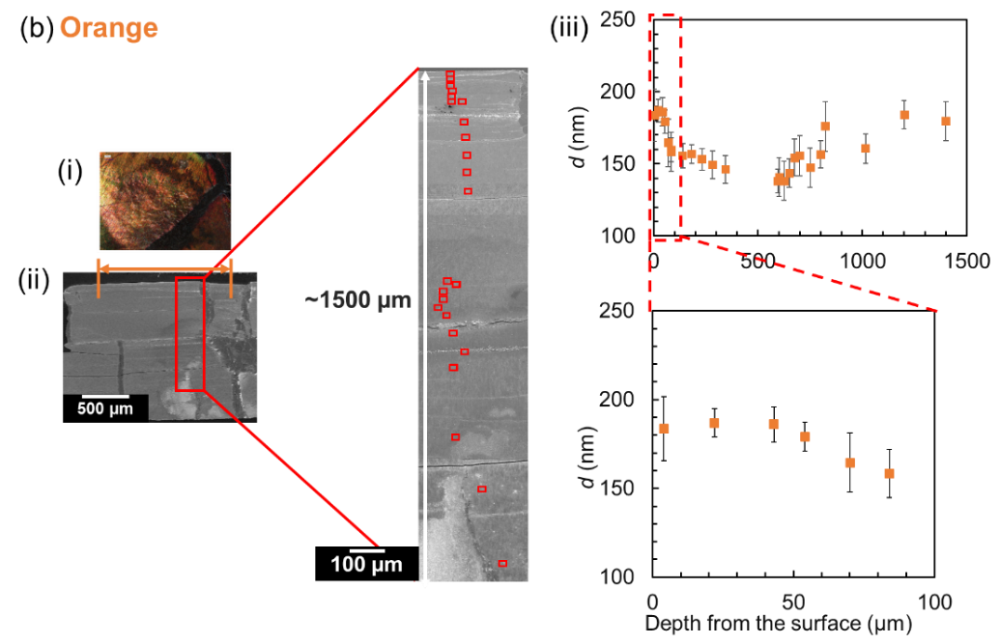 (b) Orange
(i)
(ii)
500 µm
~1500 µm
100 µm
(iii)
250
200
150
100
d (nm)
0
500
1000
1500
250
200
150
100
d (nm)
0
50
100
Depth from the surface (µm)